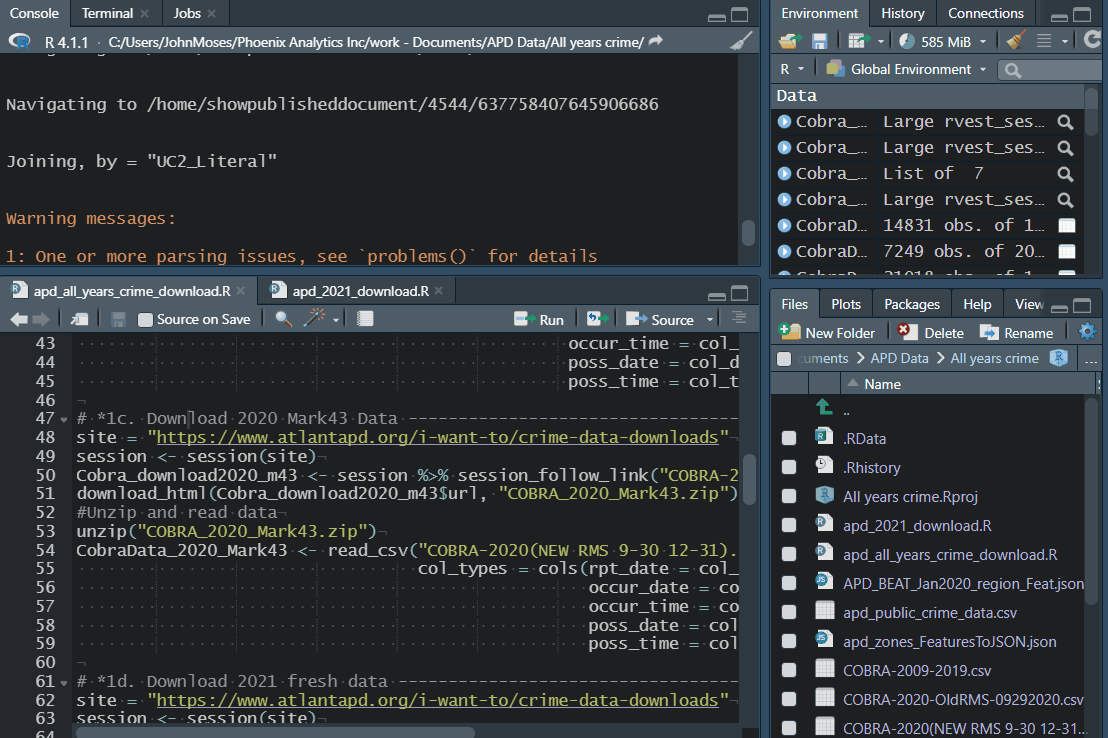 Console Terminal Jobs
R 4.1.1 · C:/Users/JohnMoses/Phoenix Analytics Inc/work - Documents/APD Data/All years crime/
Navigating to /home/showpublisheddocument/4544/637758407645906686
Joining, by = "UC2_Literal"
Warning messages:
1: One or more parsing issues, see `problems()` for details
apd_all_years_crime_download.R apd_2021_download.R
Source on Save Run Source
43 occur_time = col_
44 poss_date = col_d
45 poss_time = col_t
46
47 # *1c. Download 2020 Mark43 Data ----------------------------------
48 site = "https://www.atlantapd.org/i-want-to/crime-data-downloads"
49 session <- session(site)
50 Cobra_download2020_m43 <- session %>% session_follow_link("COBRA-2
51 download_html(Cobra_download2020_m43$url, "COBRA_2020_Mark43.zip")
52 #Unzip and read data
53 unzip("COBRA_2020_Mark43.zip")
54 CobraData_2020_Mark43 <- read_csv("COBRA-2020(NEW RMS 9-30 12-31).
55 col_types = cols(rpt_date = col_
56 occur_date = co
57 occur_time = co
58 poss_date = col
59 poss_time = col
60
61 # *1d. Download 2021 fresh data -----------------------------------
62 site = "https://www.atlantapd.org/i-want-to/crime-data-downloads"
63 session <- session(site)
64
Environment History Connections
585 MiB
R Global Environment
Data
Cobra_… Large rvest_ses…
Cobra_… Large rvest_ses…
Cobra_… List of 7
Cobra_… Large rvest_ses…
CobraD… 14831 obs. of 1…
CobraD… 7249 obs. of 20…
CobraD… 31018 obs. of 1
Files Plots Packages Help View
New Folder Delete Rename
cuments APD Data All years crime ...
Name
..
.RData
.Rhistory
All years crime.Rproj
apd_2021_download.R
apd_all_years_crime_download.R
APD_BEAT_Jan2020_region_Feat.json
apd_public_crime_data.csv
apd_zones_FeaturesToJSON.json
COBRA-2009-2019.csv
COBRA-2020-OldRMS-09292020.csv
COBRA-2020(NEW RMS 9-30 12-31...